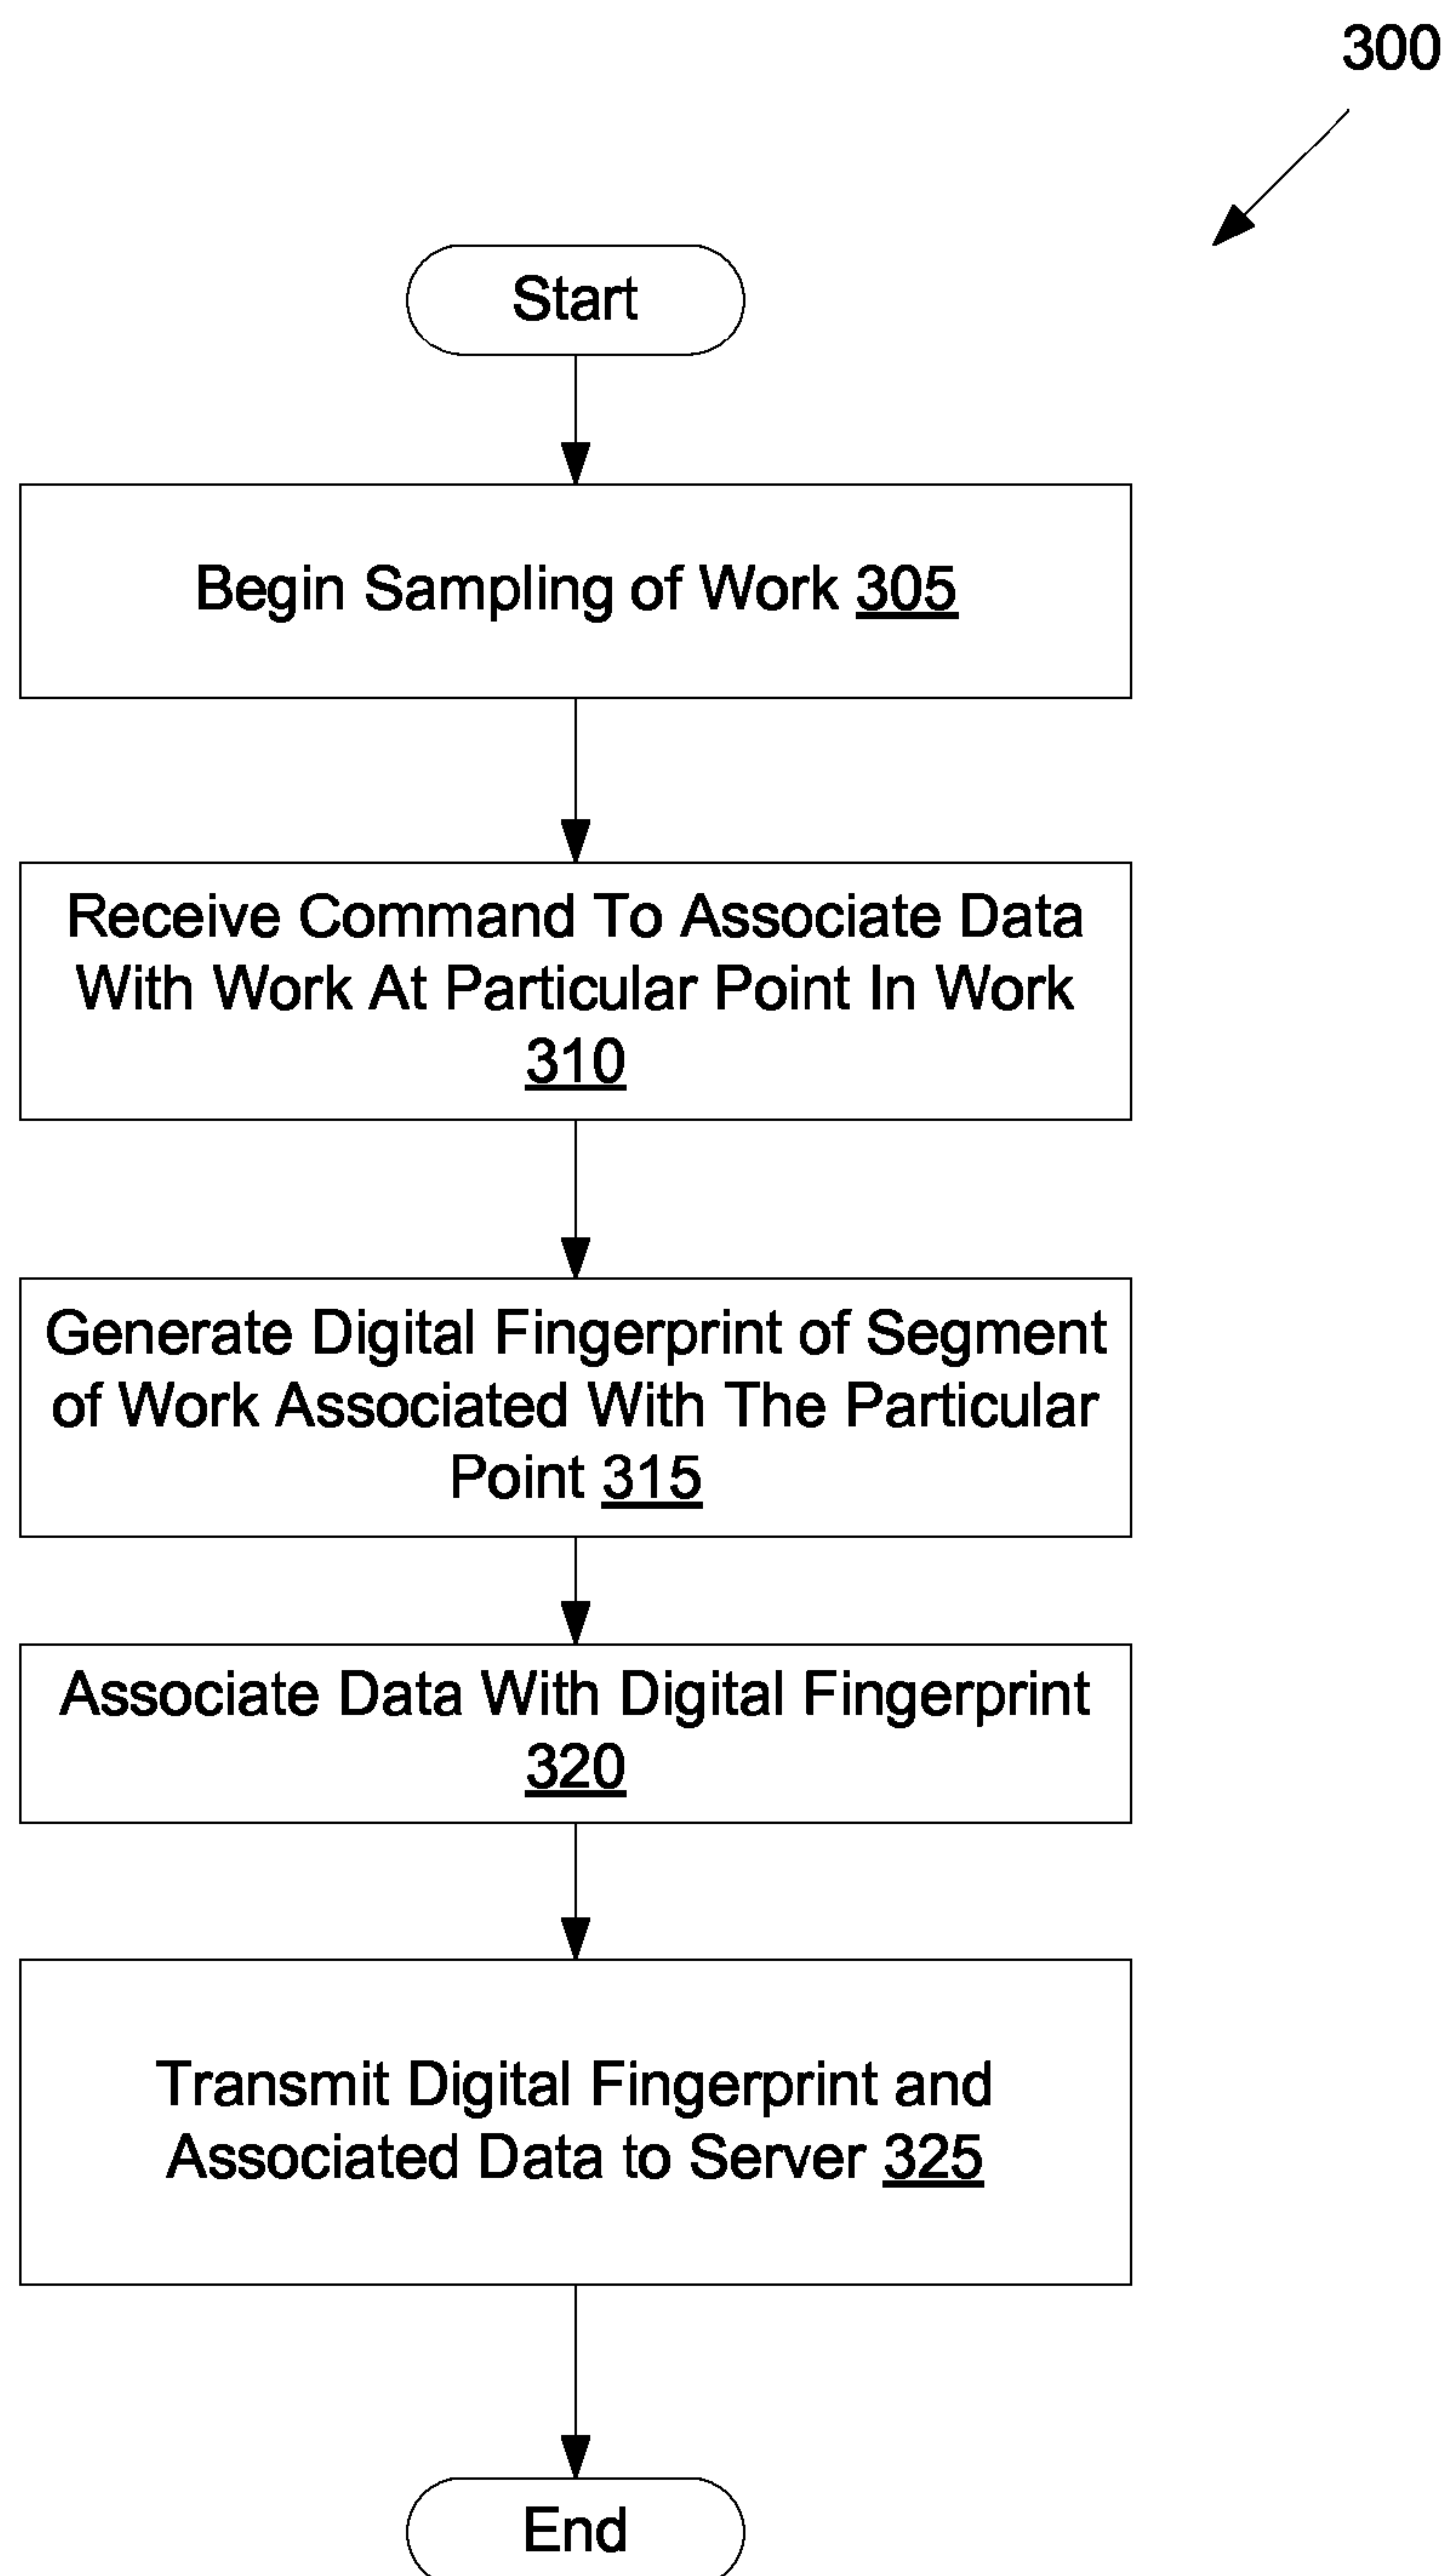 300
Start
Begin Sampling of Work 305
Receive Command To Associate Data
With Work At Particular Point In Work
310
Generate Digital Fingerprint of Segment
of Work Associated With The Particular
Point 315
Associate Data With Digital Fingerprint
320
Transmit Digital Fingerprint and
Associated Data to Server 325
End